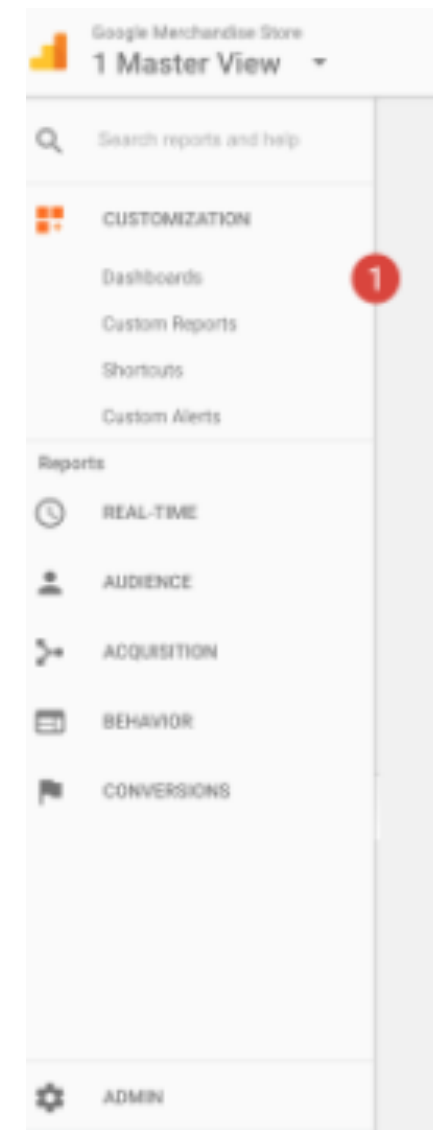 Google Merchandise Store
1 Master View
Search reports and help
CUSTOMIZATION
Dashboards
1
Custom Reports
Shortcuts
Custom Alerts
Reports
REAL-TIME
AUDIENCE
ACQUISITION
BEHAVIOR
CONVERSIONS
ADMIN